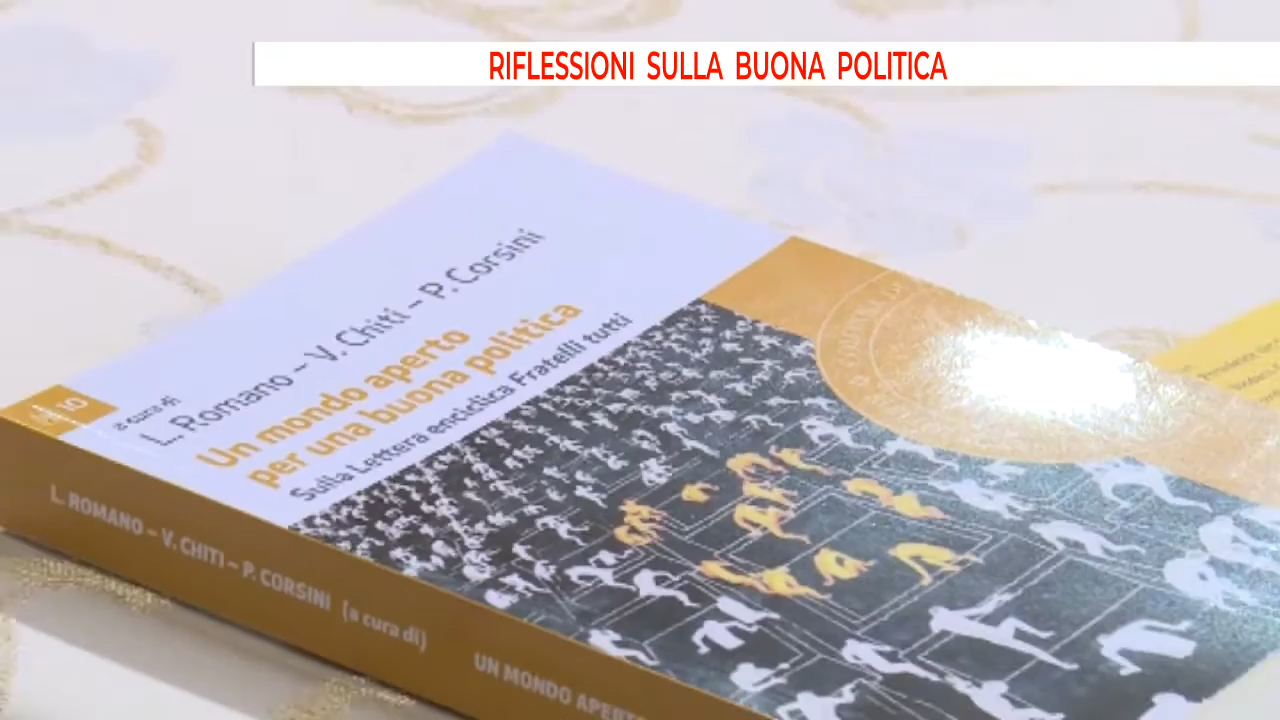 RIFLESSIONI SULLA BUONA POLITICA
10
a cura di
L. Romano – V. Chiti – P. Corsini
Un mondo aperto
per una buona politica
Sulla Lettera enciclica Fratelli tutti
L. ROMANO – V. CHITI – P. CORSINI (a cura di) UN MONDO APERTO